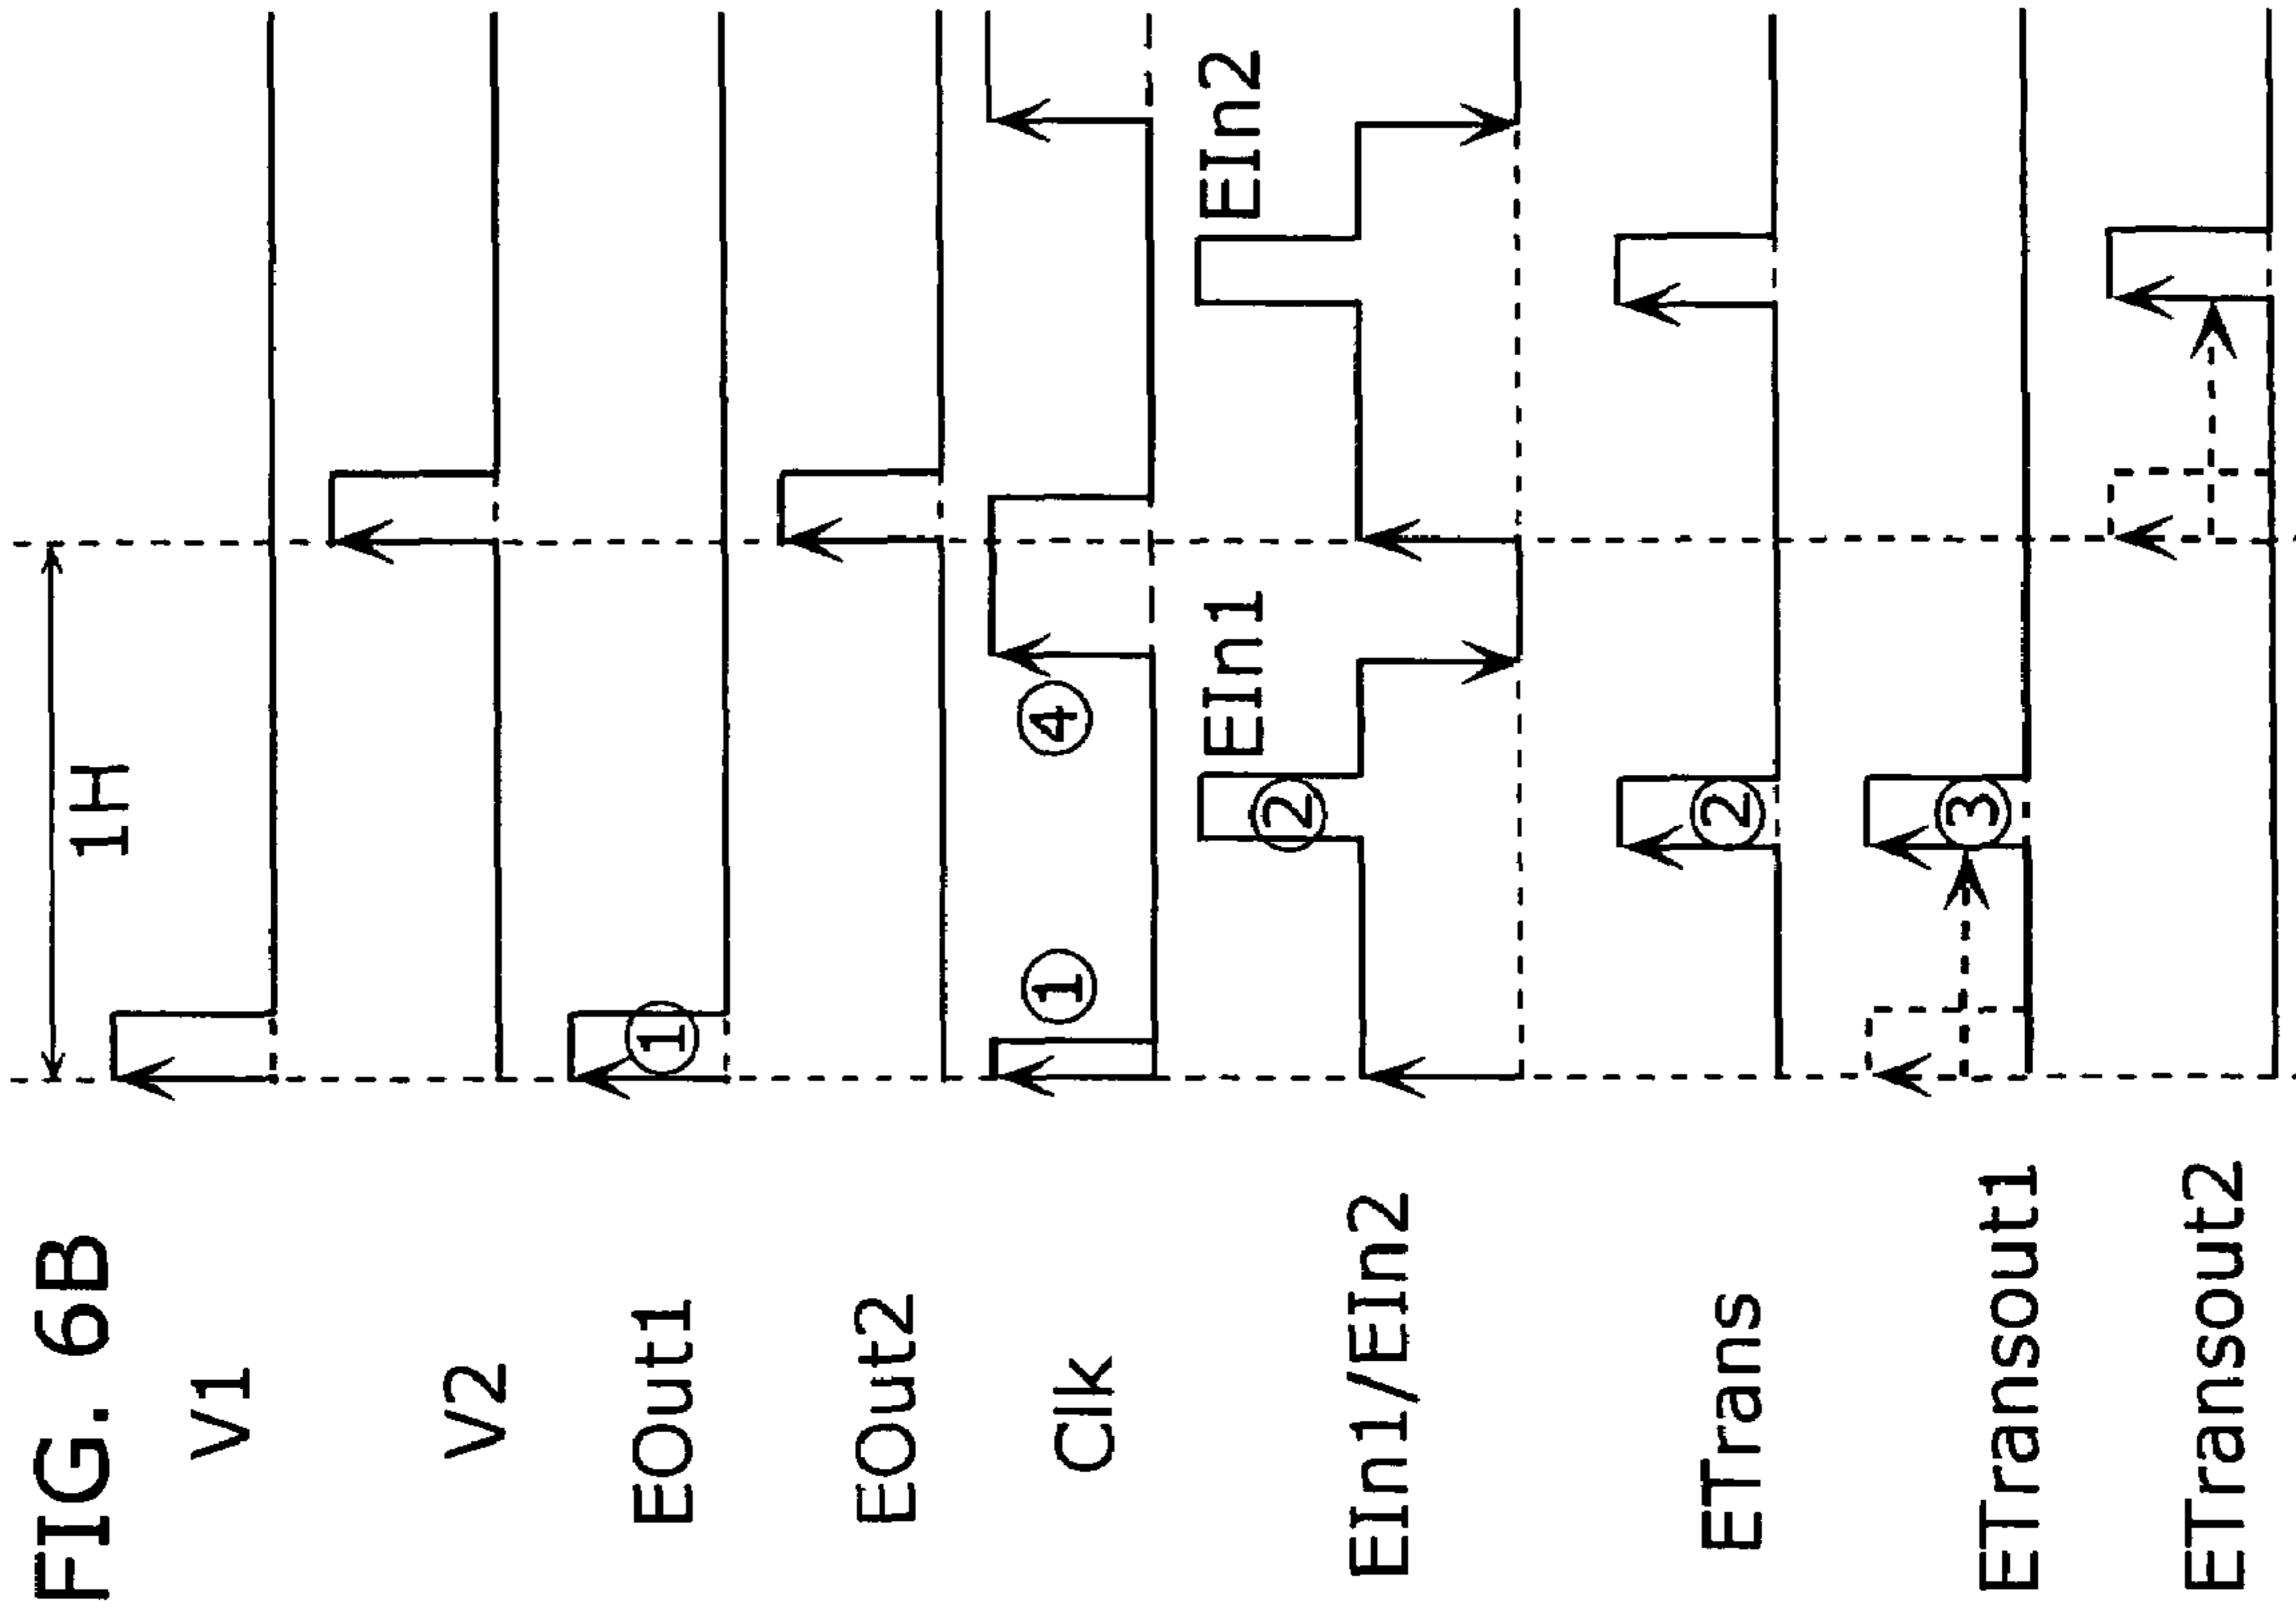 FIG. 6B
1H
V1
V2
EOut1
①
EOut2
Clk
①
④
EIn1/EIn2
②
EIn1
EIn2
ETrans
②
ETransout1
③
ETransout2